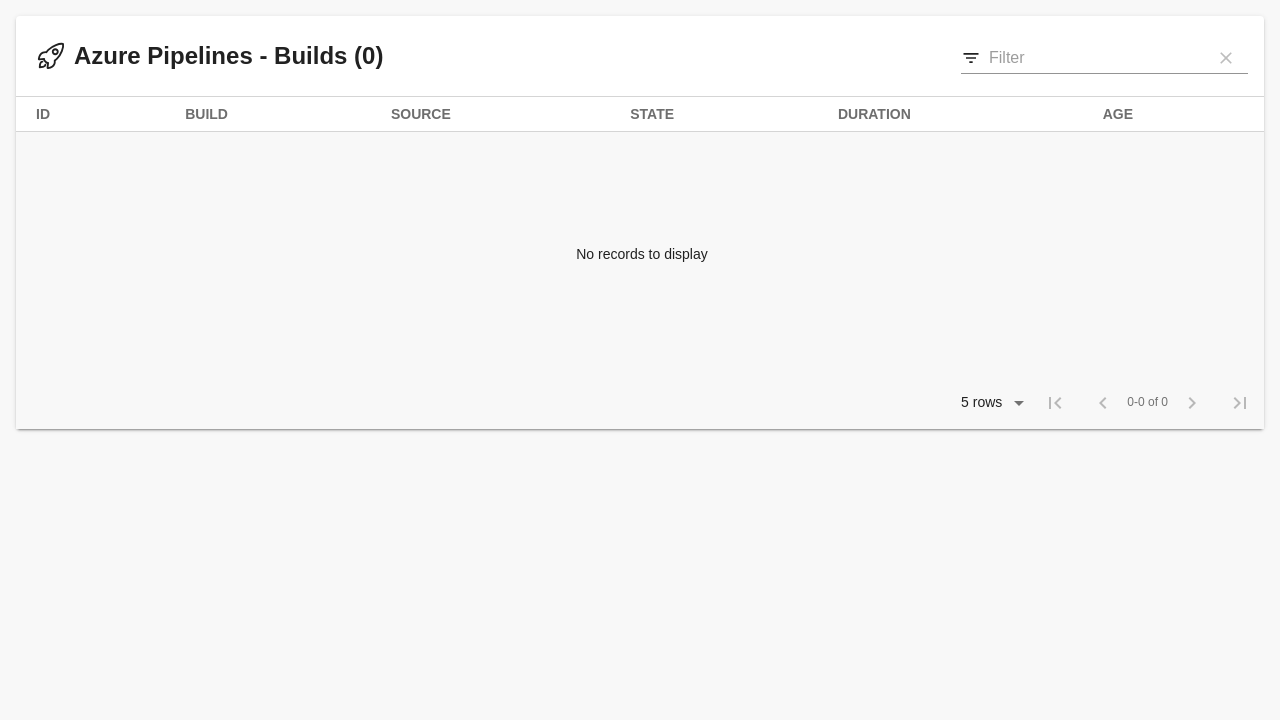 Azure Pipelines - Builds (0)
Filter
ID BUILD SOURCE STATE DURATION AGE
No records to display
5 rows 0-0 of 0